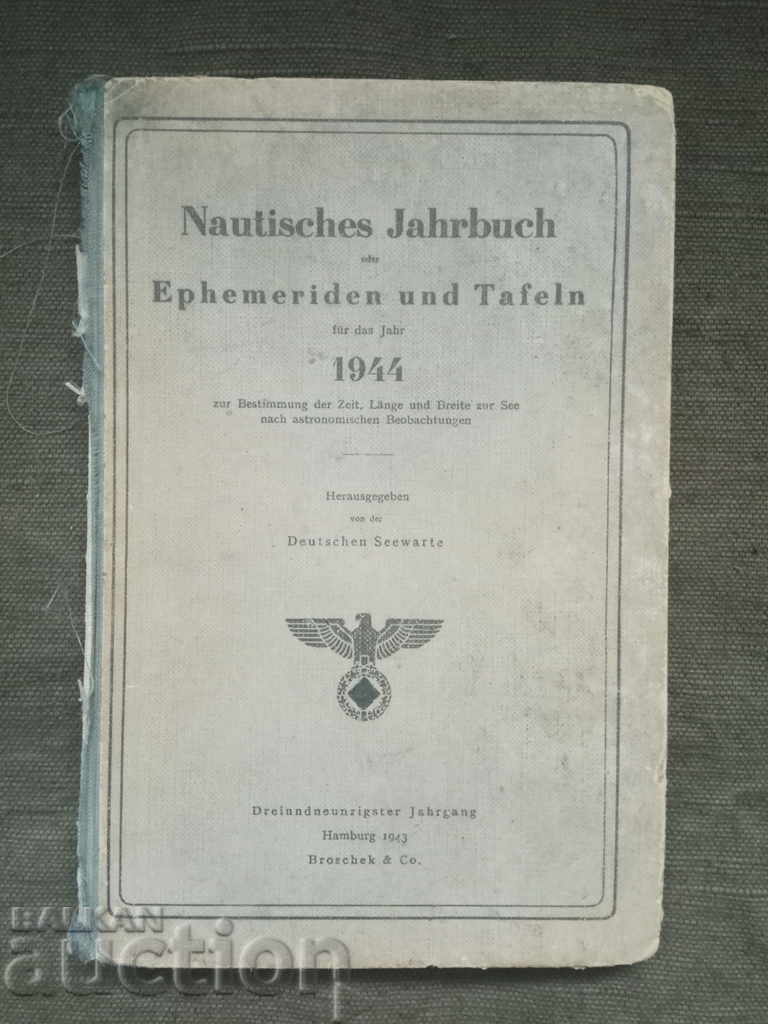 Nautisches Jahrbuch
oder
Ephemeriden und Tafeln
für das Jahr
1944
zur Bestimmung der Zeit, Länge und Breite zur See
nach astronomischen Beobachtungen
Herausgegeben
von der
Deutschen Seewarte
Dreiundneunzigster Jahrgang
Hamburg 1943
Broschek & Co.
BALKAN
auction